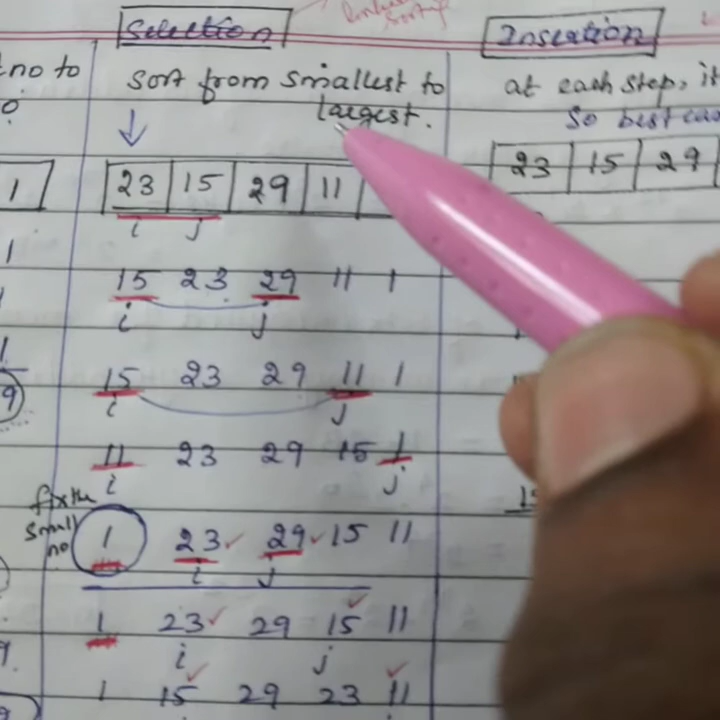 Selection
Insertion
no to
sort from smallest to
largest.
at each step, it
So best cas
1
23 15 29 11
23 15 29
i j
15 23 29 11 1
i j
15 23 29 11 1
i j
11 23 29 15 1
i j
fix the
small
no
1 23 29 15 11
i j
1 23 29 15 11
i j
1 15 29 23 11